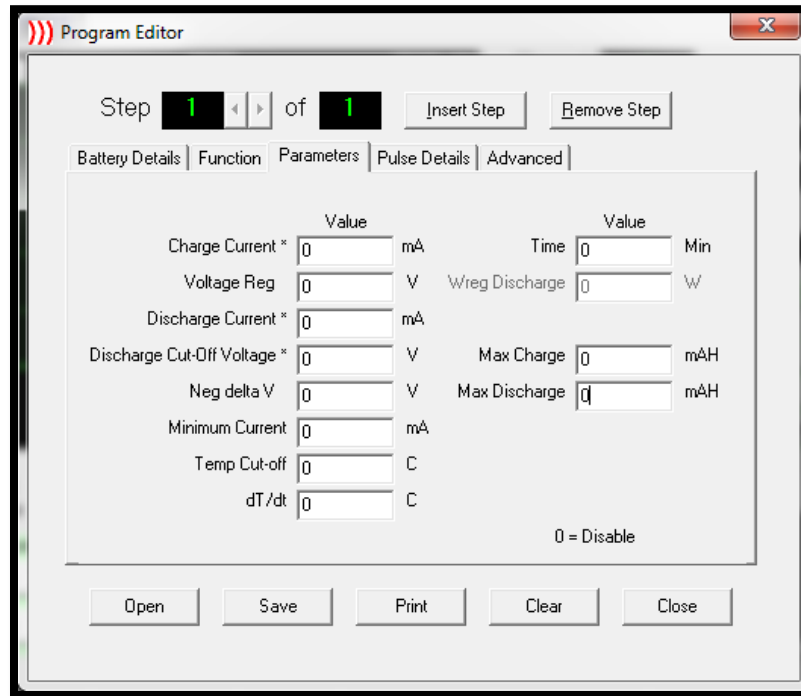 Program Editor
Step 1 of 1 Insert Step Remove Step
Battery Details Function Parameters Pulse Details Advanced
Value Value
Charge Current * 0 mA Time 0 Min
Voltage Reg 0 V Wreg Discharge 0 W
Discharge Current * 0 mA
Discharge Cut-Off Voltage * 0 V Max Charge 0 mAH
Neg delta V 0 V Max Discharge 0 mAH
Minimum Current 0 mA
Temp Cut-off 0 C
dT/dt 0 C
0 = Disable
Open Save Print Clear Close